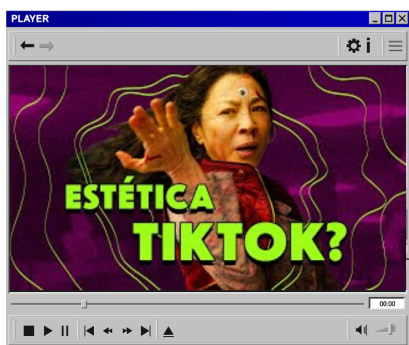 PLAYER
i
ESTÉTICA
TIKTOK?
00:00